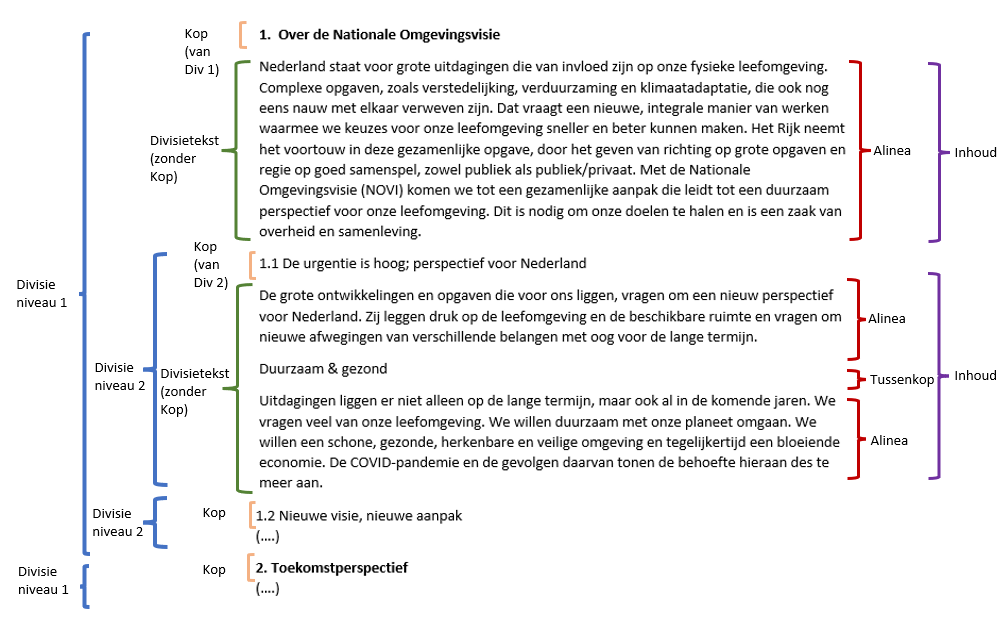 Kop
(van
Div 1)
1. Over de Nationale Omgevingsvisie
Nederland staat voor grote uitdagingen die van invloed zijn op onze fysieke leefomgeving.
Complexe opgaven, zoals verstedelijking, verduurzaming en klimaatadaptatie, die ook nog
eens nauw met elkaar verweven zijn. Dat vraagt een nieuwe, integrale manier van werken
waarmee we keuzes voor onze leefomgeving sneller en beter kunnen maken. Het Rijk neemt
het voortouw in deze gezamenlijke opgave, door het geven van richting op grote opgaven en
regie op goed samenspel, zowel publiek als publiek/privaat. Met de Nationale
Omgevingsvisie (NOVI) komen we tot een gezamenlijke aanpak die leidt tot een duurzaam
perspectief voor onze leefomgeving. Dit is nodig om onze doelen te halen en is een zaak van
overheid en samenleving.
Divisietekst
(zonder
Kop)
Alinea
Inhoud
Kop
(van
Div 2)
1.1 De urgentie is hoog; perspectief voor Nederland
Divisie
niveau 1
De grote ontwikkelingen en opgaven die voor ons liggen, vragen om een nieuw perspectief
voor Nederland. Zij leggen druk op de leefomgeving en de beschikbare ruimte en vragen om
nieuwe afwegingen van verschillende belangen met oog voor de lange termijn.
Alinea
Divisie
niveau 2
Divisietekst
(zonder
Kop)
Duurzaam & gezond
Tussenkop
Inhoud
Uitdagingen liggen er niet alleen op de lange termijn, maar ook al in de komende jaren. We
vragen veel van onze leefomgeving. We willen duurzaam met onze planeet omgaan. We
willen een schone, gezonde, herkenbare en veilige omgeving en tegelijkertijd een bloeiende
economie. De COVID-pandemie en de gevolgen daarvan tonen de behoefte hieraan des te
meer aan.
Alinea
Divisie
niveau 2
Kop
1.2 Nieuwe visie, nieuwe aanpak
(....)
Divisie
niveau 1
Kop
2. Toekomstperspectief
(....)